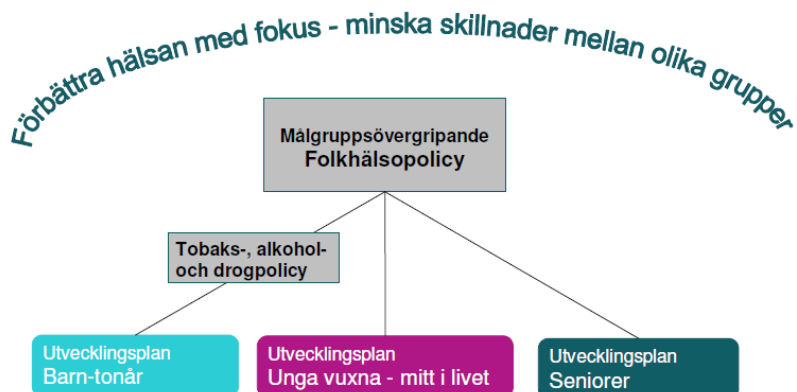 Förbättra hälsan med fokus - minska skillnader mellan olika grupper
Målgruppsövergripande
Folkhälsopolicy
Tobaks-, alkohol-
och drogpolicy
Utvecklingsplan
Barn-tonår
Utvecklingsplan
Unga vuxna - mitt i livet
Utvecklingsplan
Seniorer